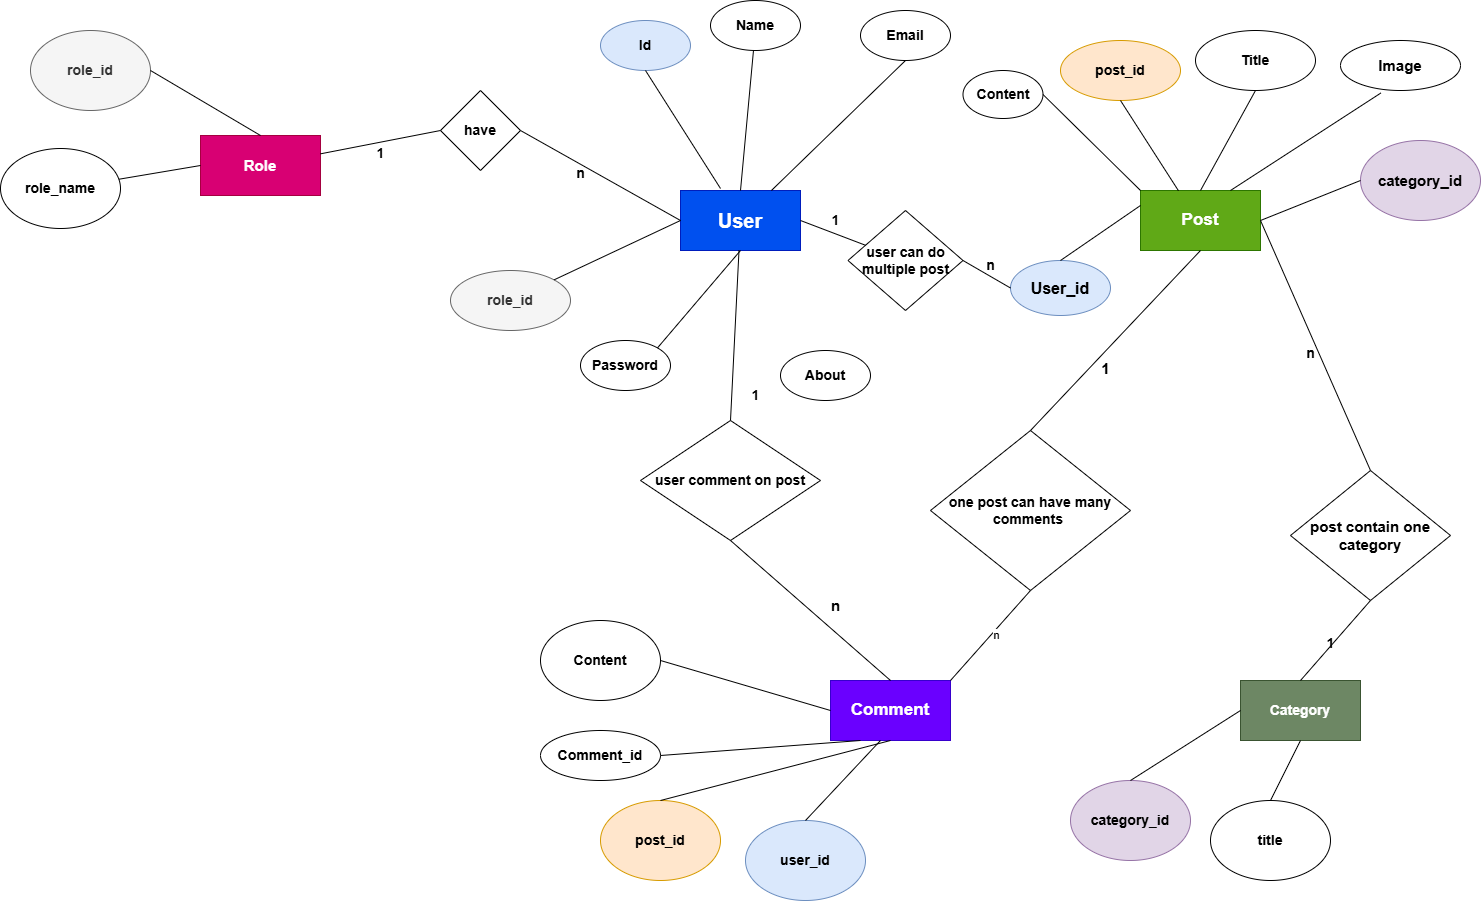 Name
Id
Email
role_id
post_id
Title
Image
Content
have
1
Role
n
role_name
category_id
User
1
user can do
multiple post
n
Post
User_id
role_id
Password
About
1
1
n
user comment on post
one post can have many
comments
post contain one
category
n
n
1
Content
Comment
Category
Comment_id
post_id
user_id
category_id
title